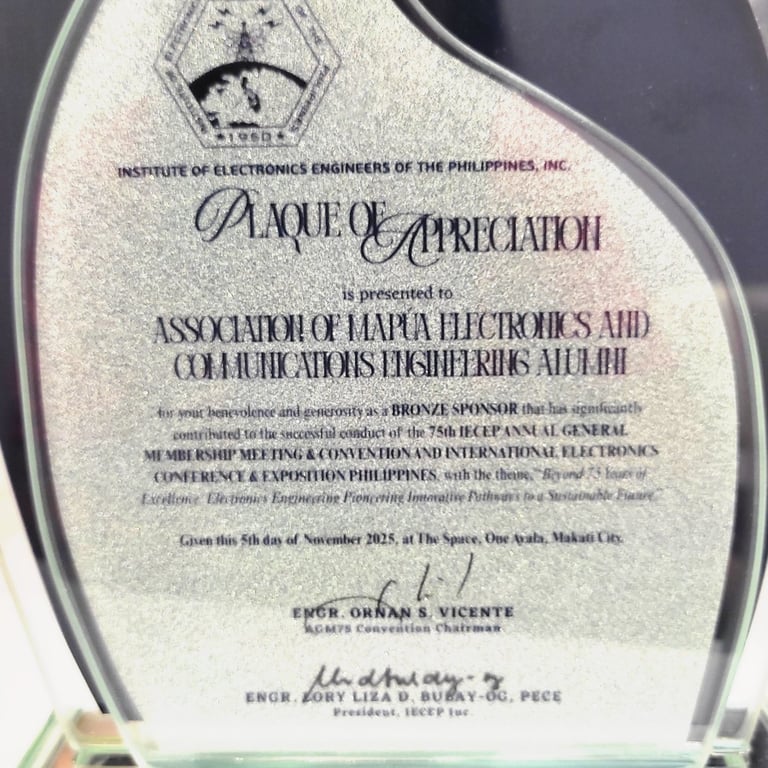 OF THE
★ 1950 ★
INSTITUTE OF ELECTRONICS ENGINEERS OF THE PHILIPPINES, INC.
PLAQUE OF APPRECIATION
is presented to
ASSOCIATION OF MAPÚA ELECTRONICS AND
COMMUNICATIONS ENGINEERING ALUMNI
for your benevolence and generosity as a BRONZE SPONSOR that has significantly
contributed to the successful conduct of the 75th IECEP ANNUAL GENERAL
MEMBERSHIP MEETING & CONVENTION AND INTERNATIONAL ELECTRONICS
CONFERENCE & EXPOSITION PHILIPPINES, with the theme, "Beyond 75 Years of
Excellence: Electronics Engineering Pioneering Innovative Pathways to a Sustainable Future"
Given this 5th day of November 2025, at The Space, One Ayala, Makati City.
ENGR. ORNAN S. VICENTE
AGM75 Convention Chairman
ENGR. LORY LIZA D. BULAY-OG, PECE
President, IECEP Inc.